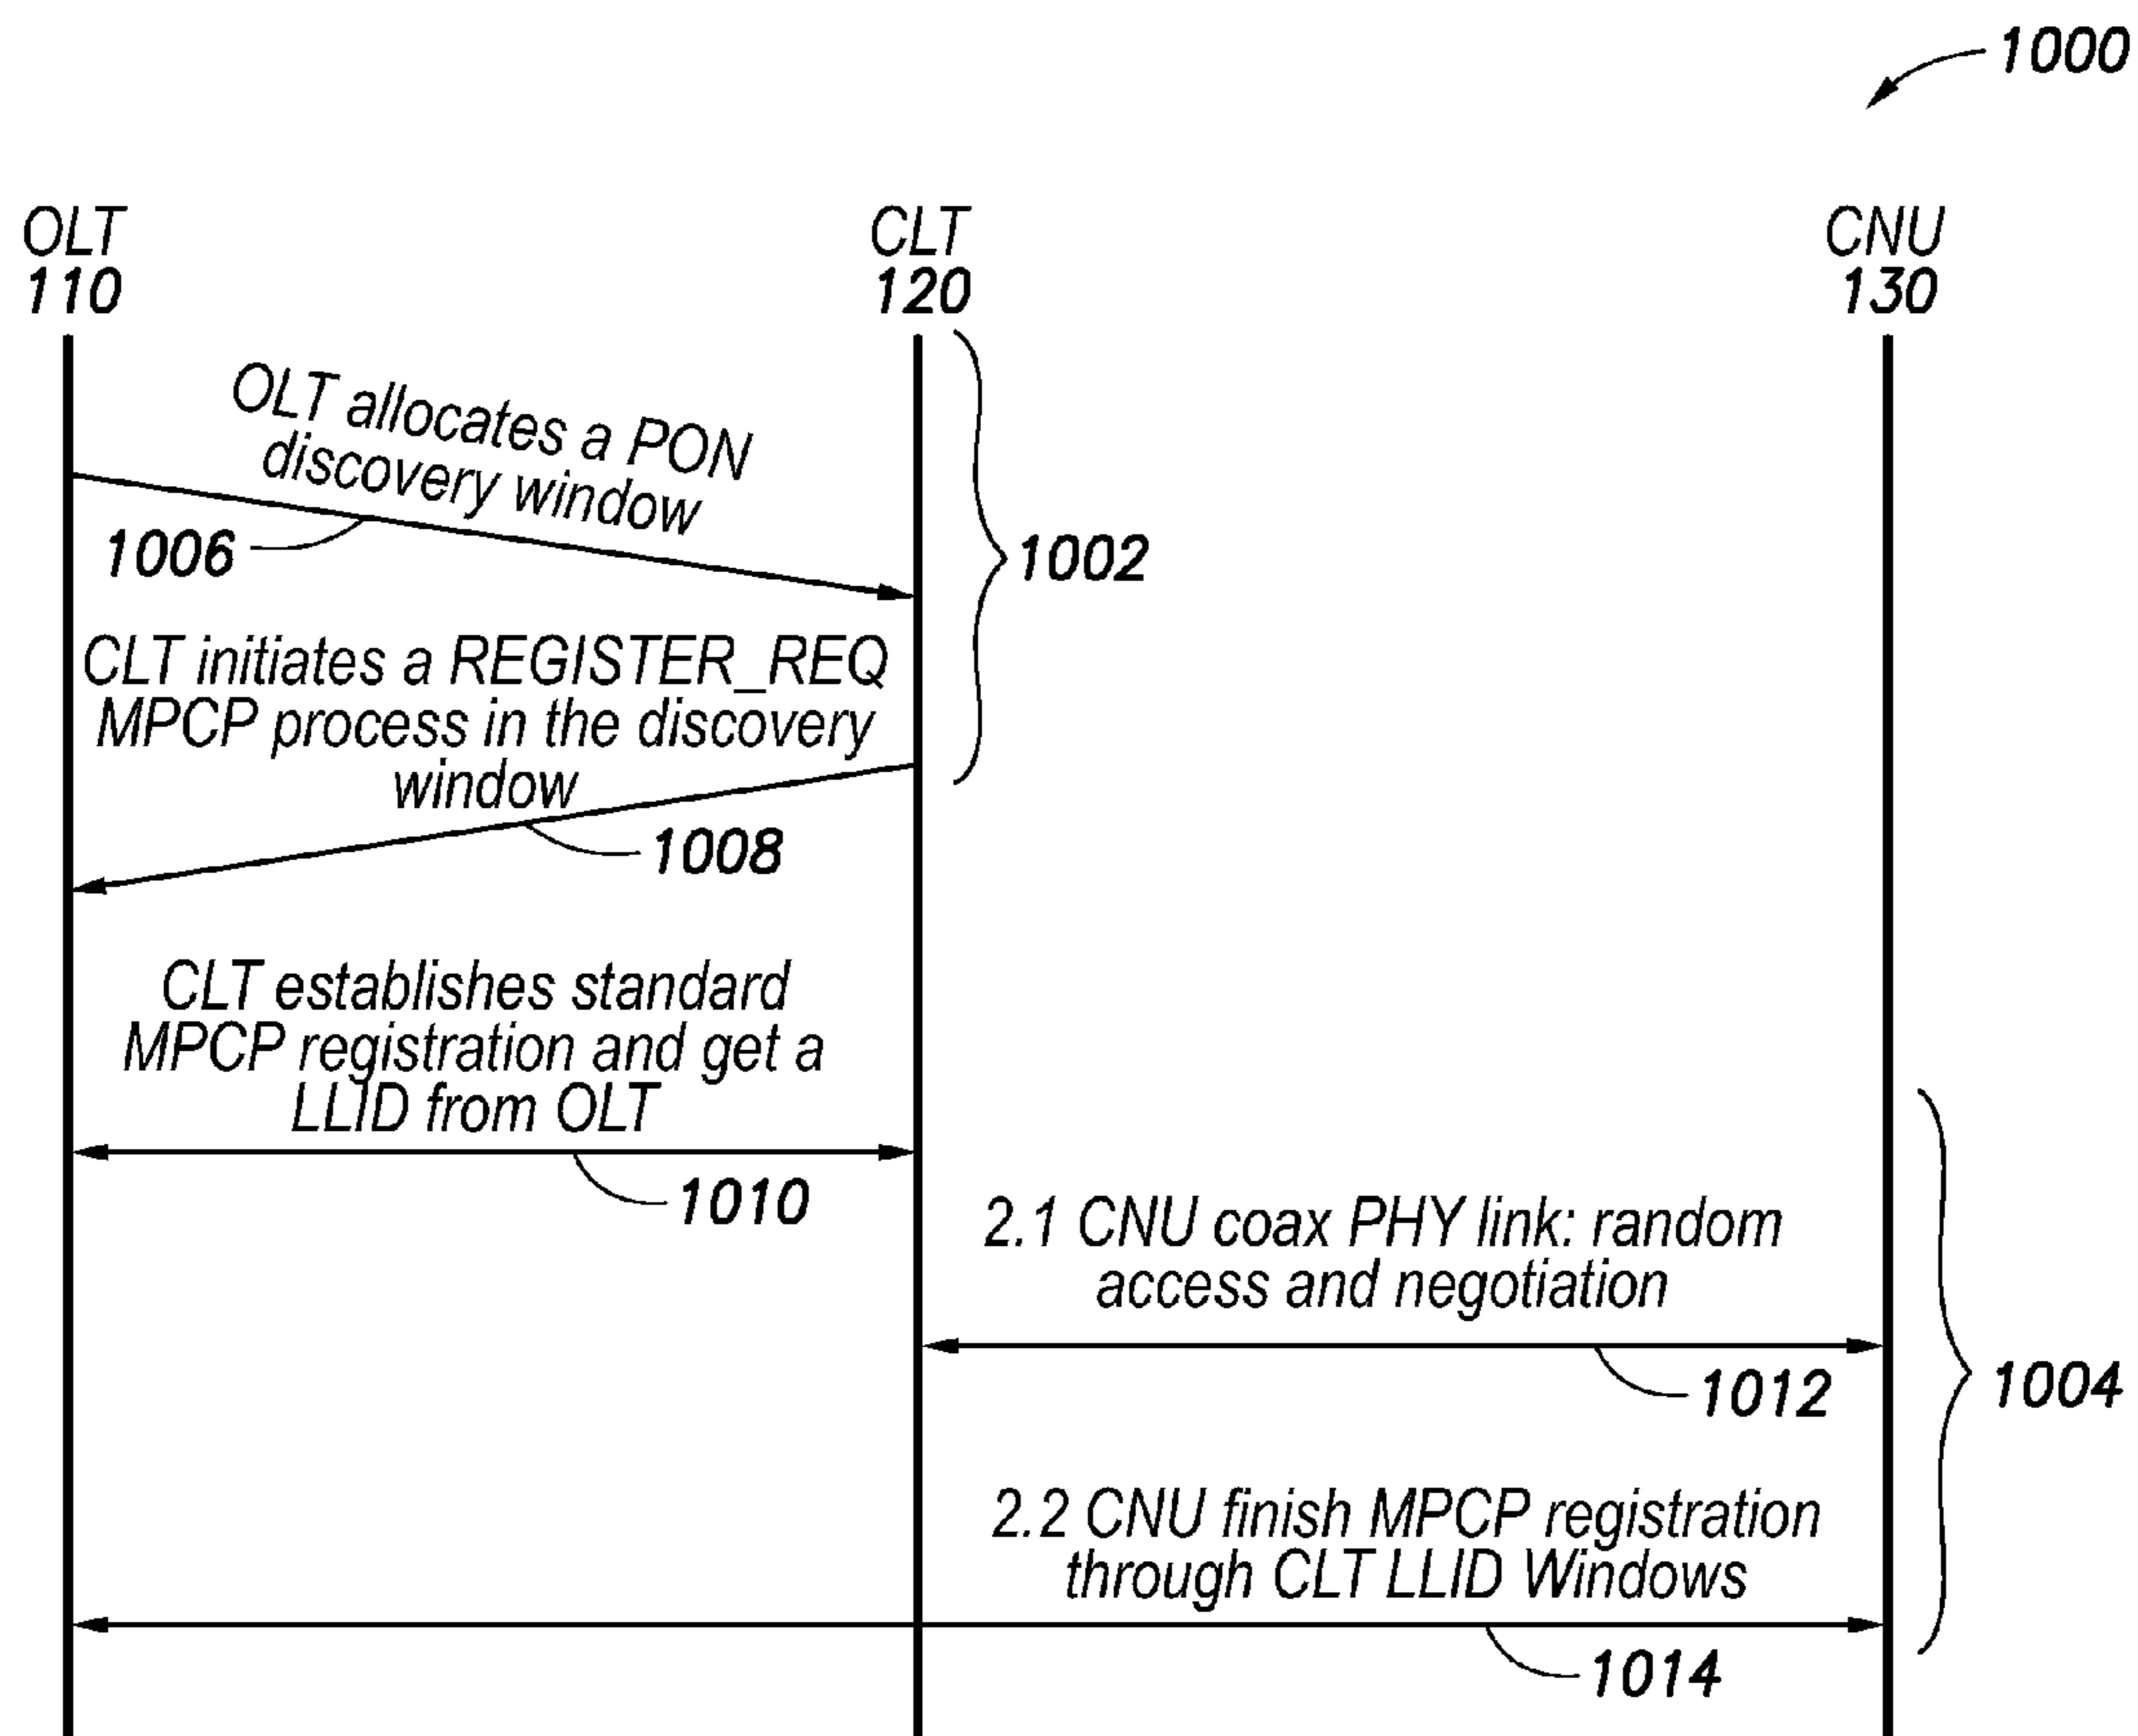 1000
OLT
110
CLT
120
CNU
130
OLT allocates a PON
discovery window
1006
1002
CLT initiates a REGISTER_REQ
MPCP process in the discovery
window
1008
CLT establishes standard
MPCP registration and get a
LLID from OLT
1010
2.1 CNU coax PHY link: random
access and negotiation
1012
1004
2.2 CNU finish MPCP registration
through CLT LLID Windows
1014